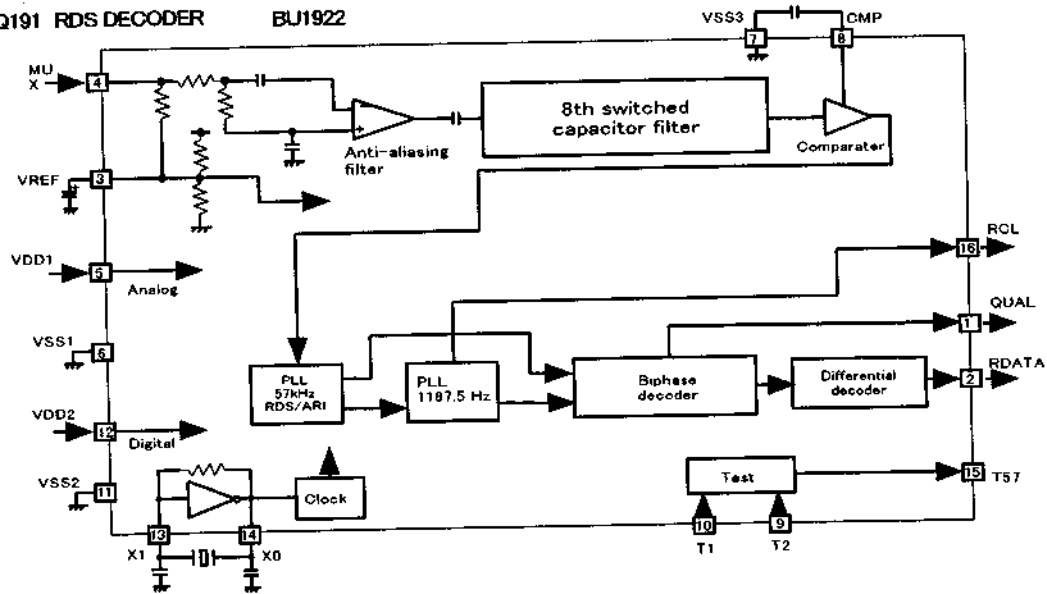 Q191 RDS DECODER BU1922
VSS3
CMP
7
8
MU
X
4
8th switched
capacitor filter
Anti-aliasing
filter
Comparater
VREF
3
RCL
16
VDD1
5
Analog
QUAL
1
VSS1
6
PLL
57kHz
RDS/ARI
PLL
1187.5 Hz
Biphase
decoder
Differential
decoder
RDATA
2
VDD2
12
Digital
VSS2
11
Clock
Test
15
T57
13
14
10
9
X1
X0
T1
T2